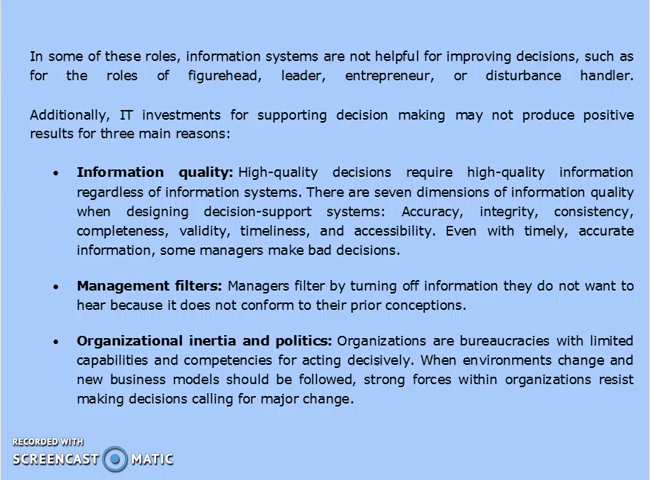 In some of these roles, information systems are not helpful for improving decisions, such as
for the roles of figurehead, leader, entrepreneur, or disturbance handler.
Additionally, IT investments for supporting decision making may not produce positive
results for three main reasons:
• Information quality: High-quality decisions require high-quality information
regardless of information systems. There are seven dimensions of information quality
when designing decision-support systems: Accuracy, integrity, consistency,
completeness, validity, timeliness, and accessibility. Even with timely, accurate
information, some managers make bad decisions.
• Management filters: Managers filter by turning off information they do not want to
hear because it does not conform to their prior conceptions.
• Organizational inertia and politics: Organizations are bureaucracies with limited
capabilities and competencies for acting decisively. When environments change and
new business models should be followed, strong forces within organizations resist
making decisions calling for major change.
RECORDED WITH
SCREENCAST MATIC